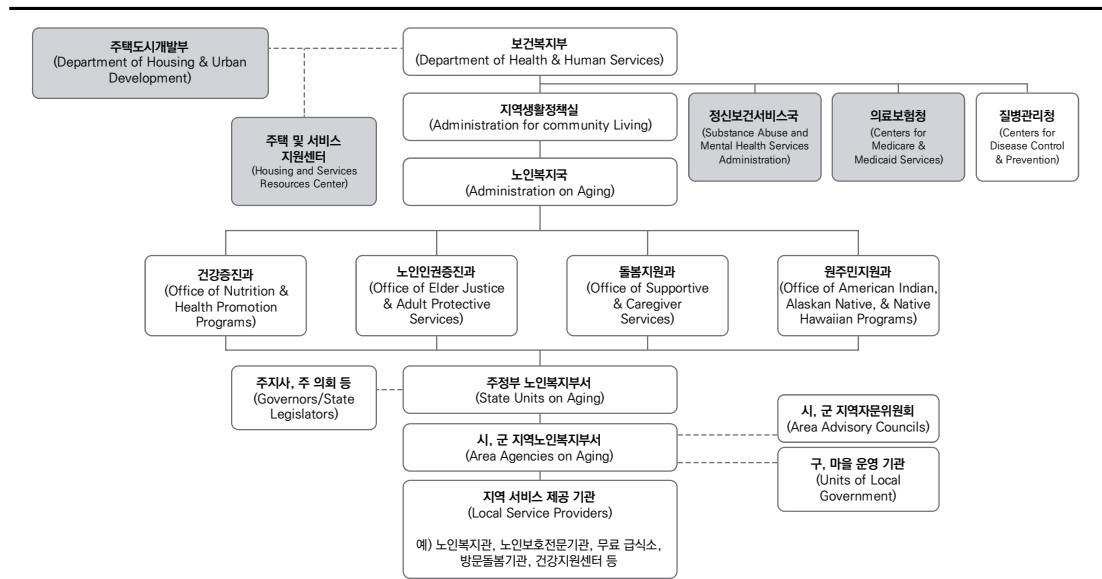 주택도시개발부
(Department of Housing & Urban
Development)
보건복지부
(Department of Health & Human Services)
주택 및 서비스
지원센터
(Housing and Services
Resources Center)
지역생활정책실
(Administration for community Living)
정신보건서비스국
(Substance Abuse and
Mental Health Services
Administration)
의료보험청
(Centers for
Medicare &
Medicaid Services)
질병관리청
(Centers for
Disease Control
& Prevention)
노인복지국
(Administration on Aging)
건강증진과
(Office of Nutrition &
Health Promotion
Programs)
노인인권증진과
(Office of Elder Justice
& Adult Protective
Services)
돌봄지원과
(Office of Supportive
& Caregiver
Services)
원주민지원과
(Office of American Indian,
Alaskan Native, & Native
Hawaiian Programs)
주지사, 주 의회 등
(Governors/State
Legislators)
주정부 노인복지부서
(State Units on Aging)
시, 군 지역자문위원회
(Area Advisory Councils)
시, 군 지역노인복지부서
(Area Agencies on Aging)
구, 마을 운영 기관
(Units of Local
Government)
지역 서비스 제공 기관
(Local Service Providers)
예) 노인복지관, 노인보호전문기관, 무료 급식소,
방문돌봄기관, 건강지원센터 등